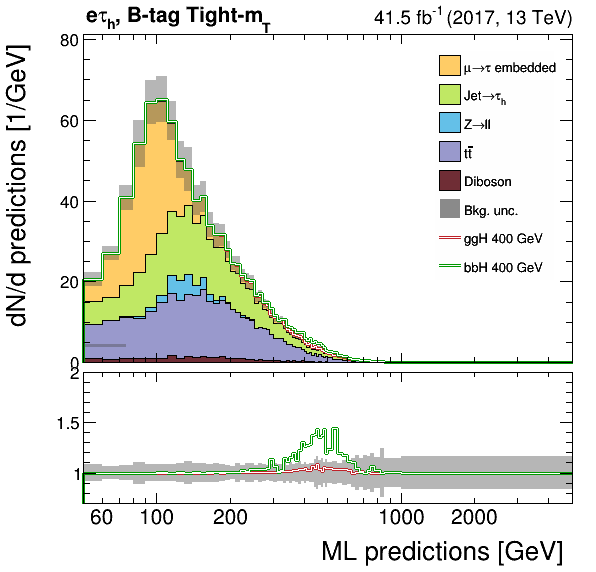 eτh, B-tag Tight-mT 41.5 fb⁻¹ (2017, 13 TeV)
dN/d predictions [1/GeV]
80
60
40
20
0
μ→τ embedded
Jet→τh
Z→ll
tt̄
Diboson
Bkg. unc.
ggH 400 GeV
bbH 400 GeV
2
1.5
1
60 100 200 1000 2000
ML predictions [GeV]